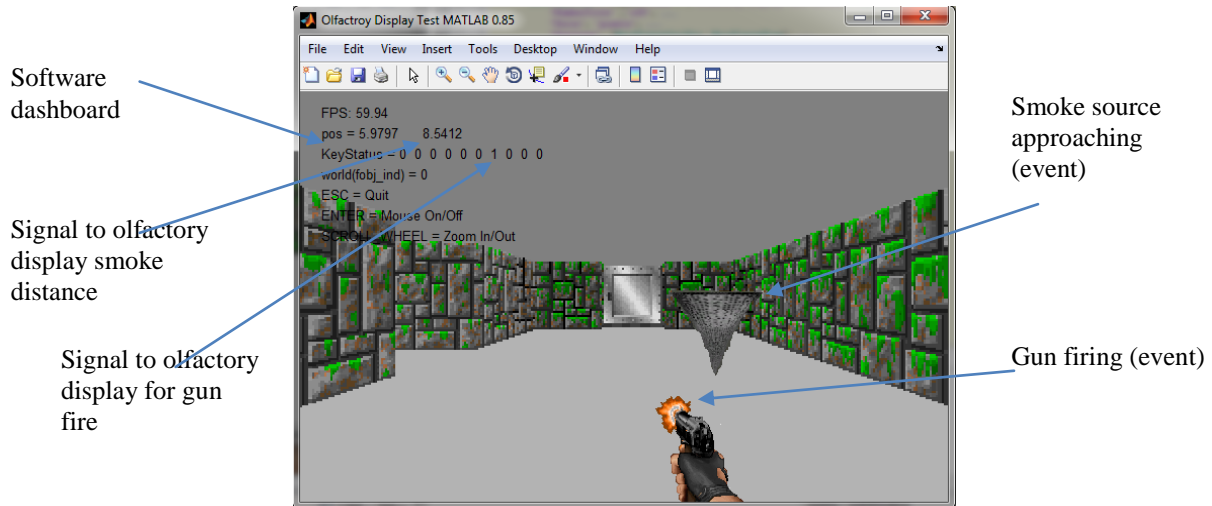 Olfactroy Display Test MATLAB 0.85
File Edit View Insert Tools Desktop Window Help
Software
dashboard
FPS: 59.94
pos = 5.9797 8.5412
KeyStatus = 0 0 0 0 0 0 1 0 0 0
world(fobj_ind) = 0
ESC = Quit
ENTER = Mouse On/Off
SCROLL WHEEL = Zoom In/Out
Smoke source
approaching
(event)
Signal to olfactory
display smoke
distance
Signal to olfactory
display for gun
fire
Gun firing (event)